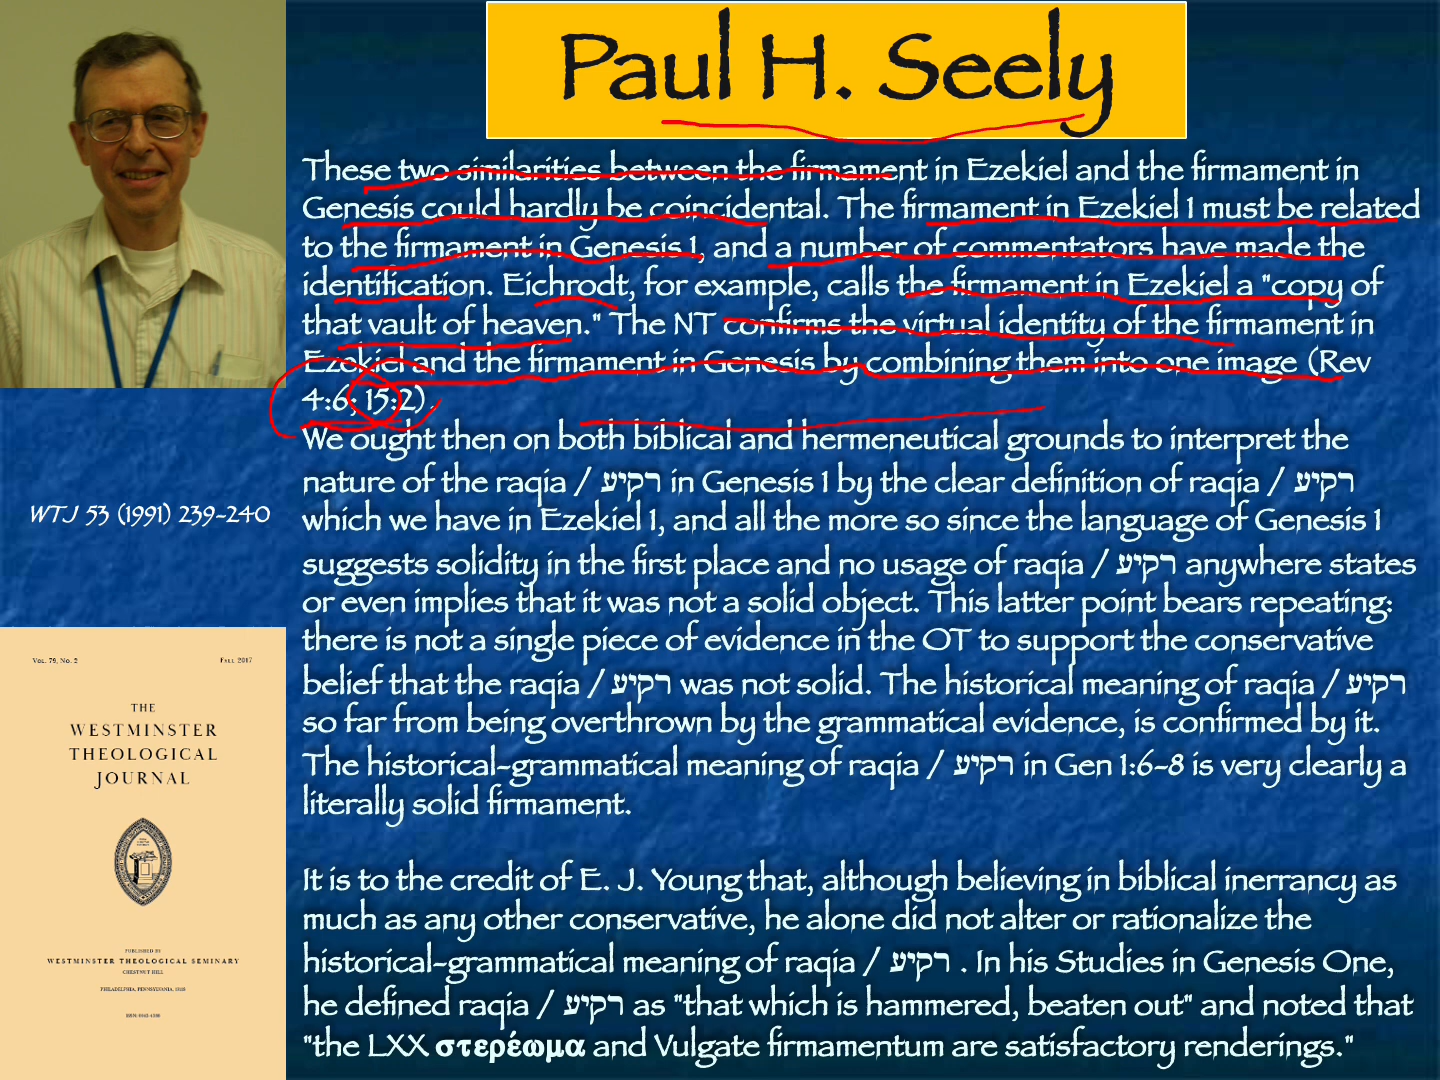 Paul H. Seely
These two similarities between the firmament in Ezekiel and the firmament in
Genesis could hardly be coincidental. The firmament in Ezekiel 1 must be related
to the firmament in Genesis 1, and a number of commentators have made the
identification. Eichrodt, for example, calls the firmament in Ezekiel a "copy of
that vault of heaven." The NT confirms the virtual identity of the firmament in
Ezekiel and the firmament in Genesis by combining them into one image (Rev
4:6; 15:2).
We ought then on both biblical and hermeneutical grounds to interpret the
nature of the raqia / רקיע in Genesis 1 by the clear definition of raqia / רקיע
which we have in Ezekiel 1, and all the more so since the language of Genesis 1
suggests solidity in the first place and no usage of raqia / רקיע anywhere states
or even implies that it was not a solid object. This latter point bears repeating:
there is not a single piece of evidence in the OT to support the conservative
belief that the raqia / רקיע was not solid. The historical meaning of raqia / רקיע
so far from being overthrown by the grammatical evidence, is confirmed by it.
The historical-grammatical meaning of raqia / רקיע in Gen 1:6-8 is very clearly a
literally solid firmament.
It is to the credit of E. J. Young that, although believing in biblical inerrancy as
much as any other conservative, he alone did not alter or rationalize the
historical-grammatical meaning of raqia / רקיע . In his Studies in Genesis One,
he defined raqia / רקיע as "that which is hammered, beaten out" and noted that
"the LXX στερέωμα and Vulgate firmamentum are satisfactory renderings."
WTJ 53 (1991) 239-240
VOL. 79, NO. 2 FALL 2017
THE
WESTMINSTER
THEOLOGICAL
JOURNAL
PUBLISHED BY
WESTMINSTER THEOLOGICAL SEMINARY
CHESTNUT HILL
PHILADELPHIA, PENNSYLVANIA, 19118